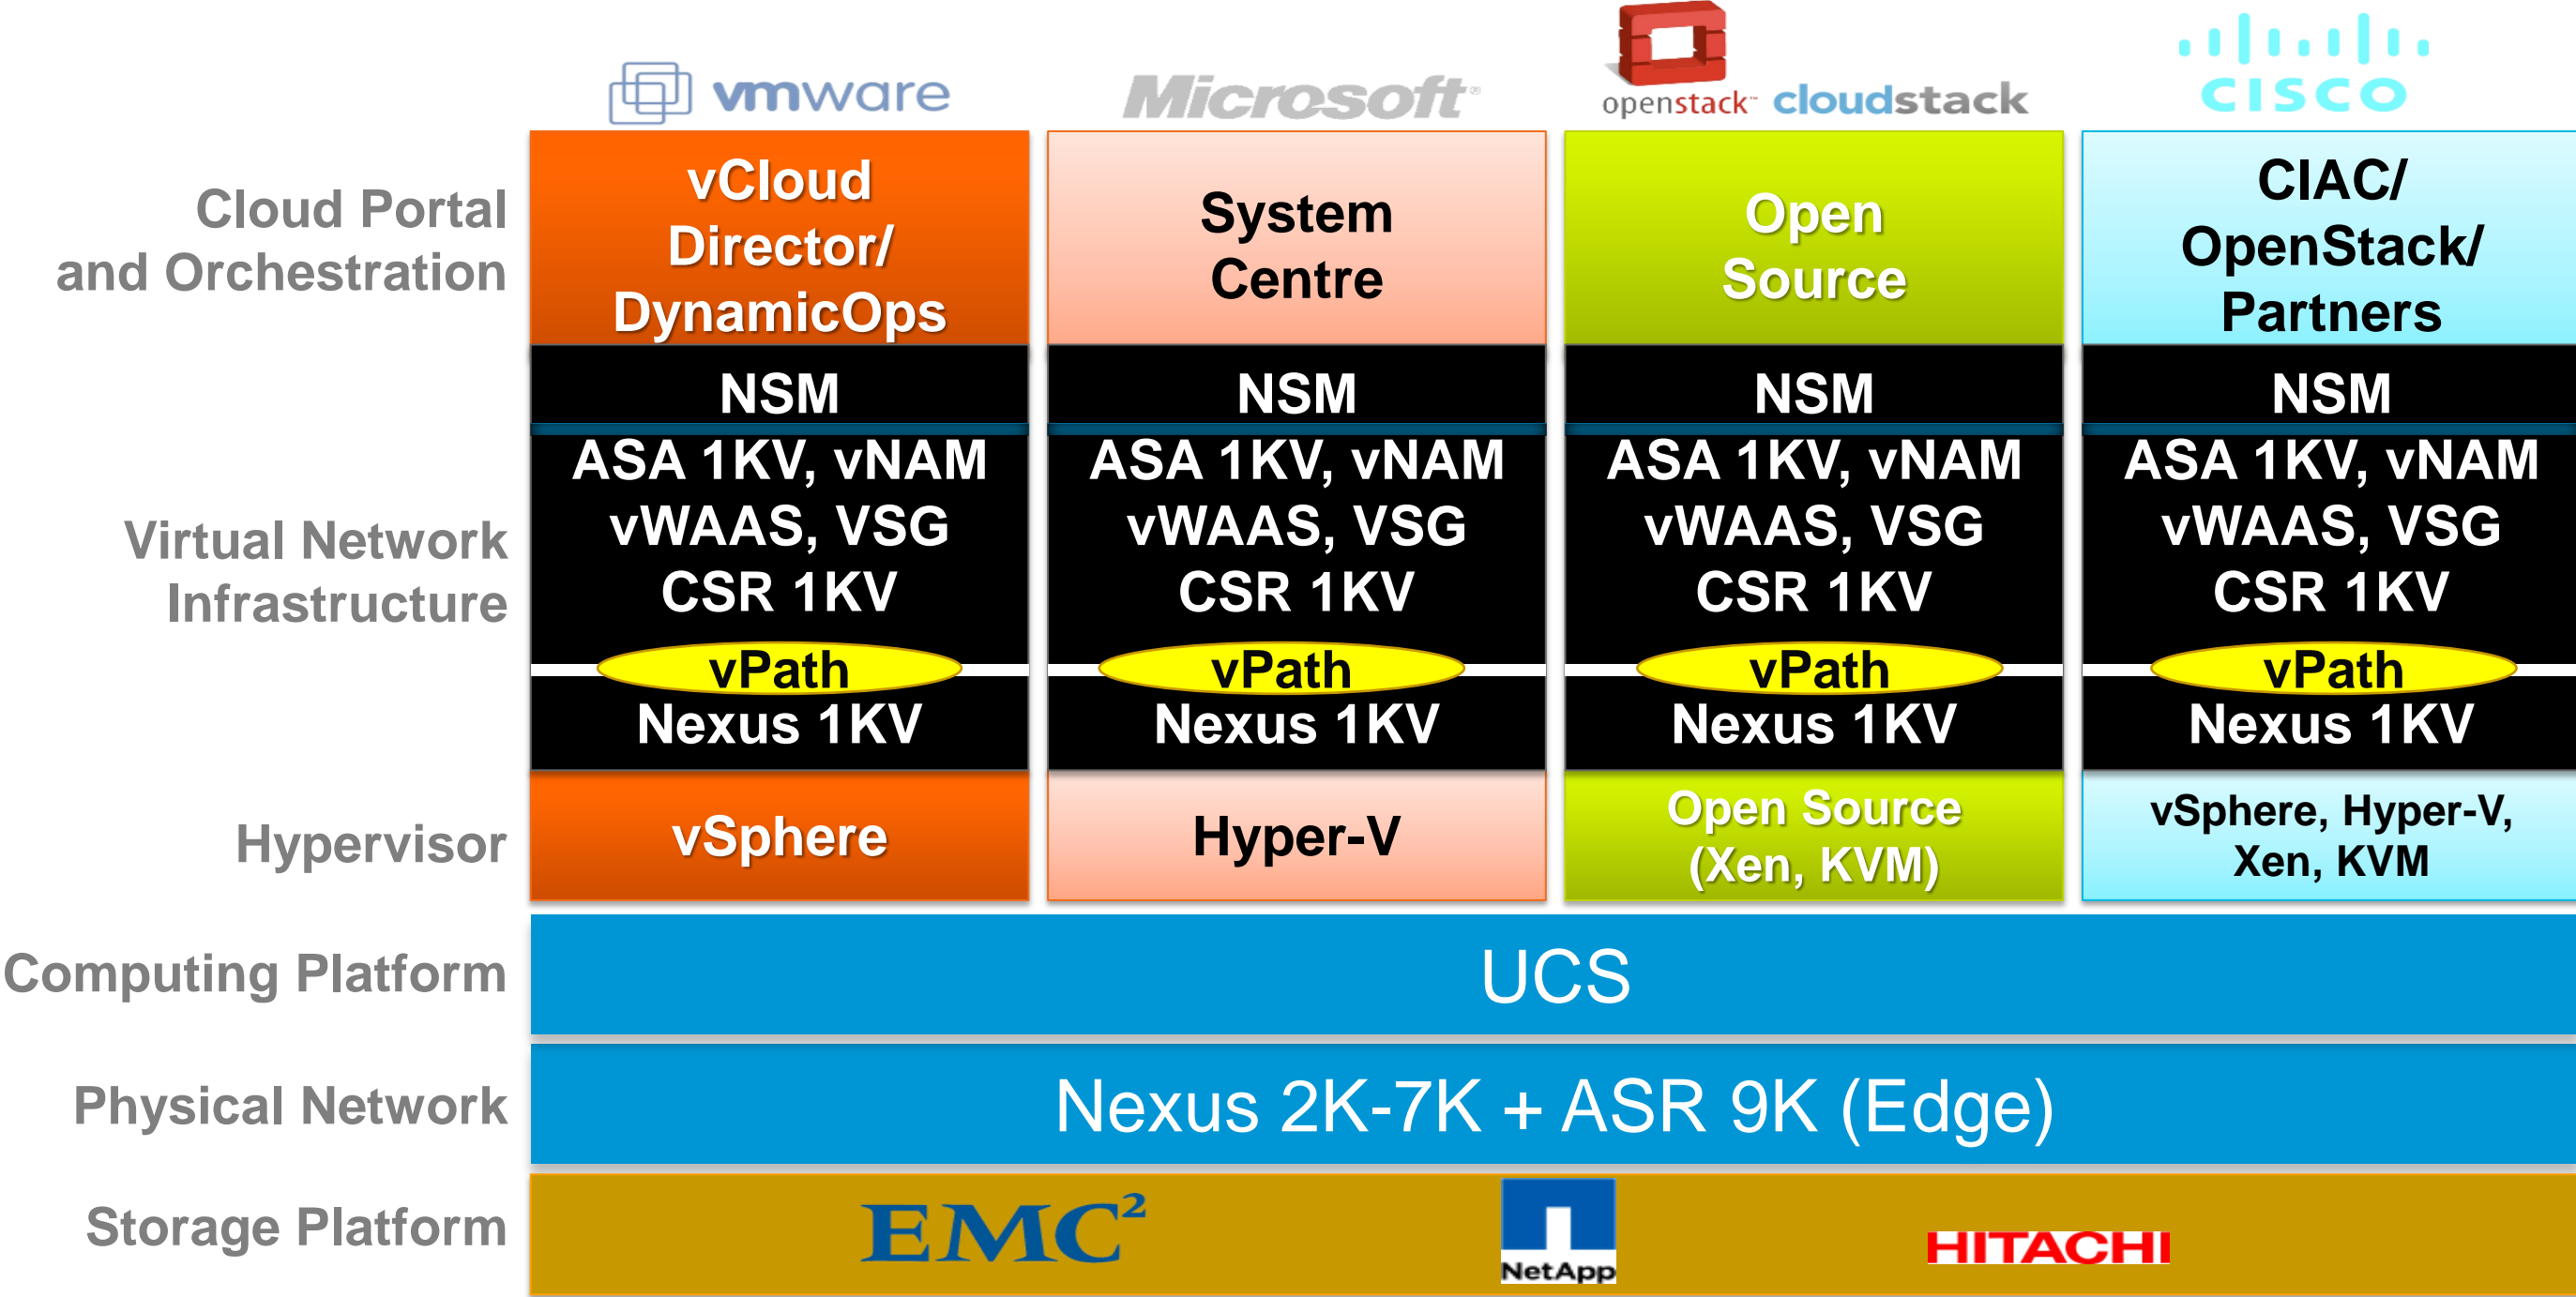 vmware
Microsoft®
openstack™ cloudstack
CISCO
Cloud Portal
and Orchestration
vCloud
Director/
DynamicOps
System
Centre
Open
Source
CIAC/
OpenStack/
Partners
Virtual Network
Infrastructure
NSM
ASA 1KV, vNAM
vWAAS, VSG
CSR 1KV
vPath
Nexus 1KV
NSM
ASA 1KV, vNAM
vWAAS, VSG
CSR 1KV
vPath
Nexus 1KV
NSM
ASA 1KV, vNAM
vWAAS, VSG
CSR 1KV
vPath
Nexus 1KV
NSM
ASA 1KV, vNAM
vWAAS, VSG
CSR 1KV
vPath
Nexus 1KV
Hypervisor
vSphere
Hyper-V
Open Source
(Xen, KVM)
vSphere, Hyper-V,
Xen, KVM
Computing Platform
UCS
Physical Network
Nexus 2K-7K + ASR 9K (Edge)
Storage Platform
EMC²
NetApp
HITACHI